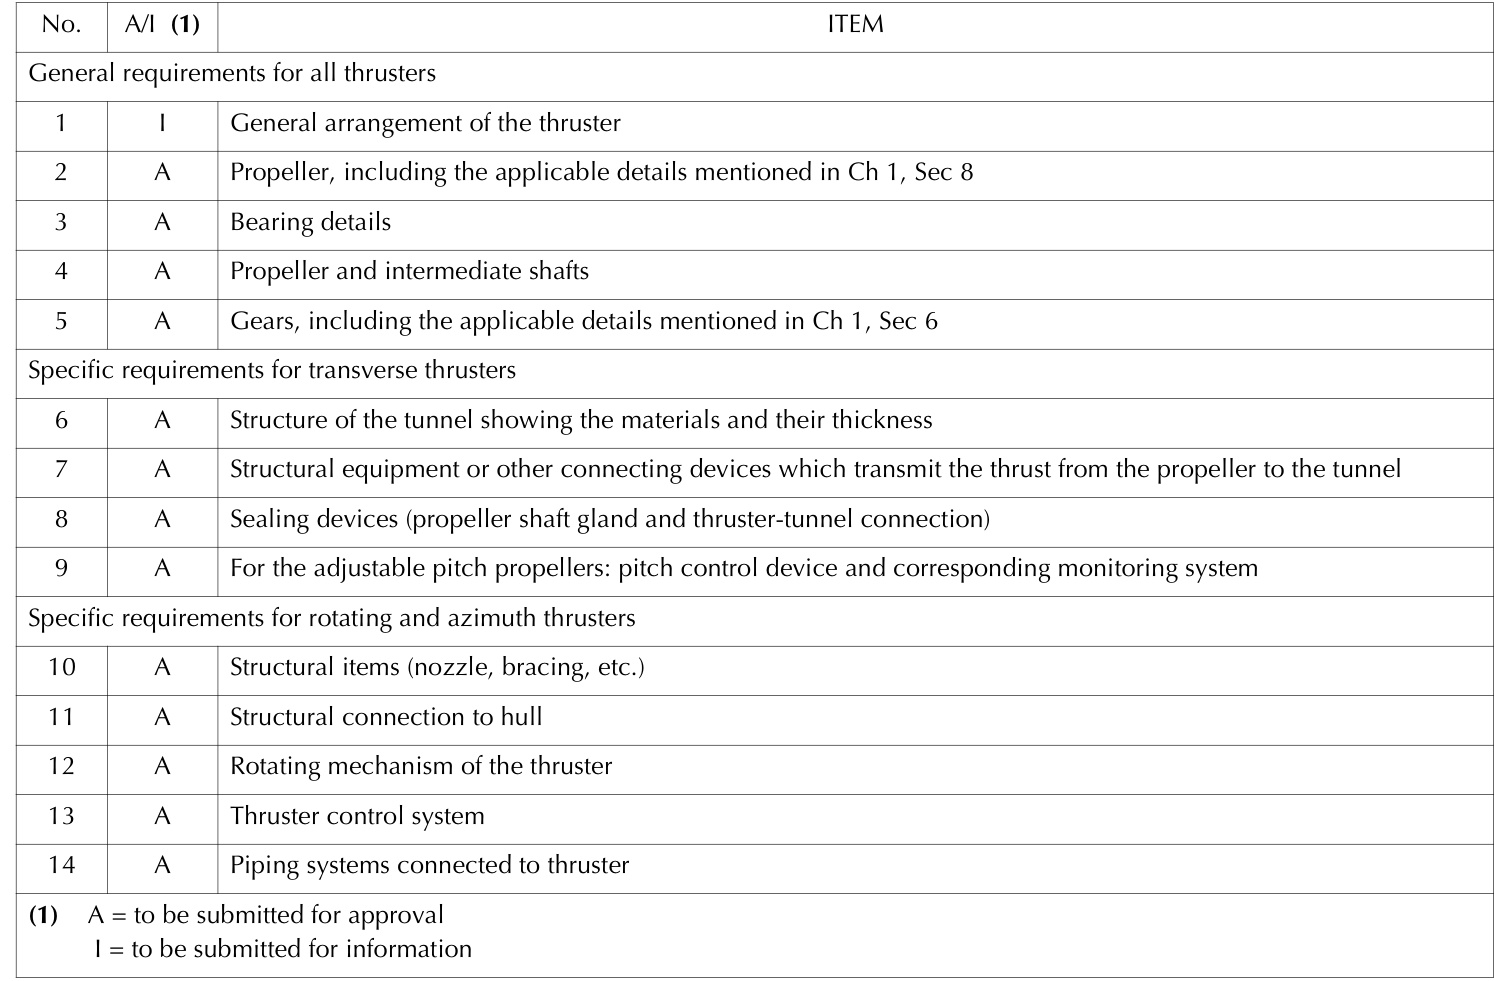 No. A/I (1) ITEM
General requirements for all thrusters
1 I General arrangement of the thruster
2 A Propeller, including the applicable details mentioned in Ch 1, Sec 8
3 A Bearing details
4 A Propeller and intermediate shafts
5 A Gears, including the applicable details mentioned in Ch 1, Sec 6
Specific requirements for transverse thrusters
6 A Structure of the tunnel showing the materials and their thickness
7 A Structural equipment or other connecting devices which transmit the thrust from the propeller to the tunnel
8 A Sealing devices (propeller shaft gland and thruster-tunnel connection)
9 A For the adjustable pitch propellers: pitch control device and corresponding monitoring system
Specific requirements for rotating and azimuth thrusters
10 A Structural items (nozzle, bracing, etc.)
11 A Structural connection to hull
12 A Rotating mechanism of the thruster
13 A Thruster control system
14 A Piping systems connected to thruster
(1) A = to be submitted for approval
I = to be submitted for information